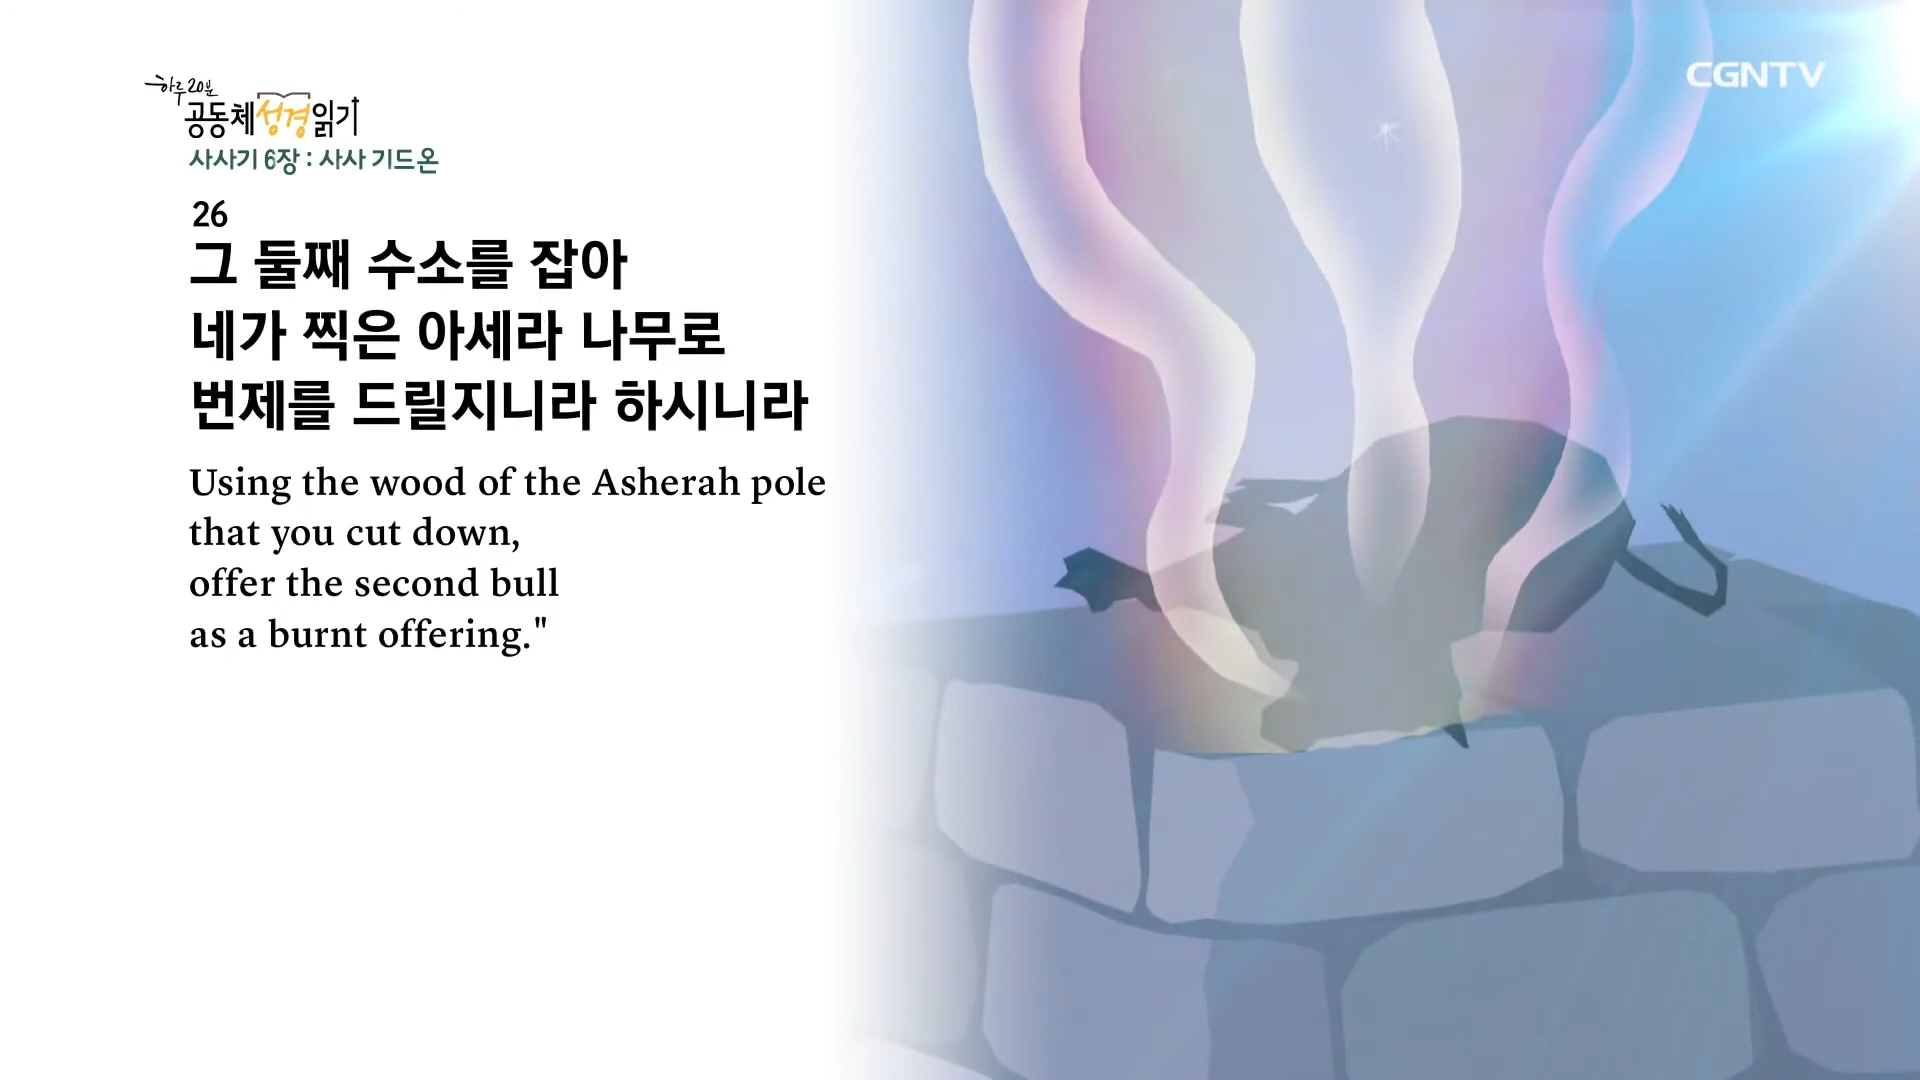 하루 20분
공동체성경읽기
사사기 6장 : 사사 기드온
26
그 둘째 수소를 잡아
네가 찍은 아세라 나무로
번제를 드릴지니라 하시니라
Using the wood of the Asherah pole
that you cut down,
offer the second bull
as a burnt offering."
CGNTV